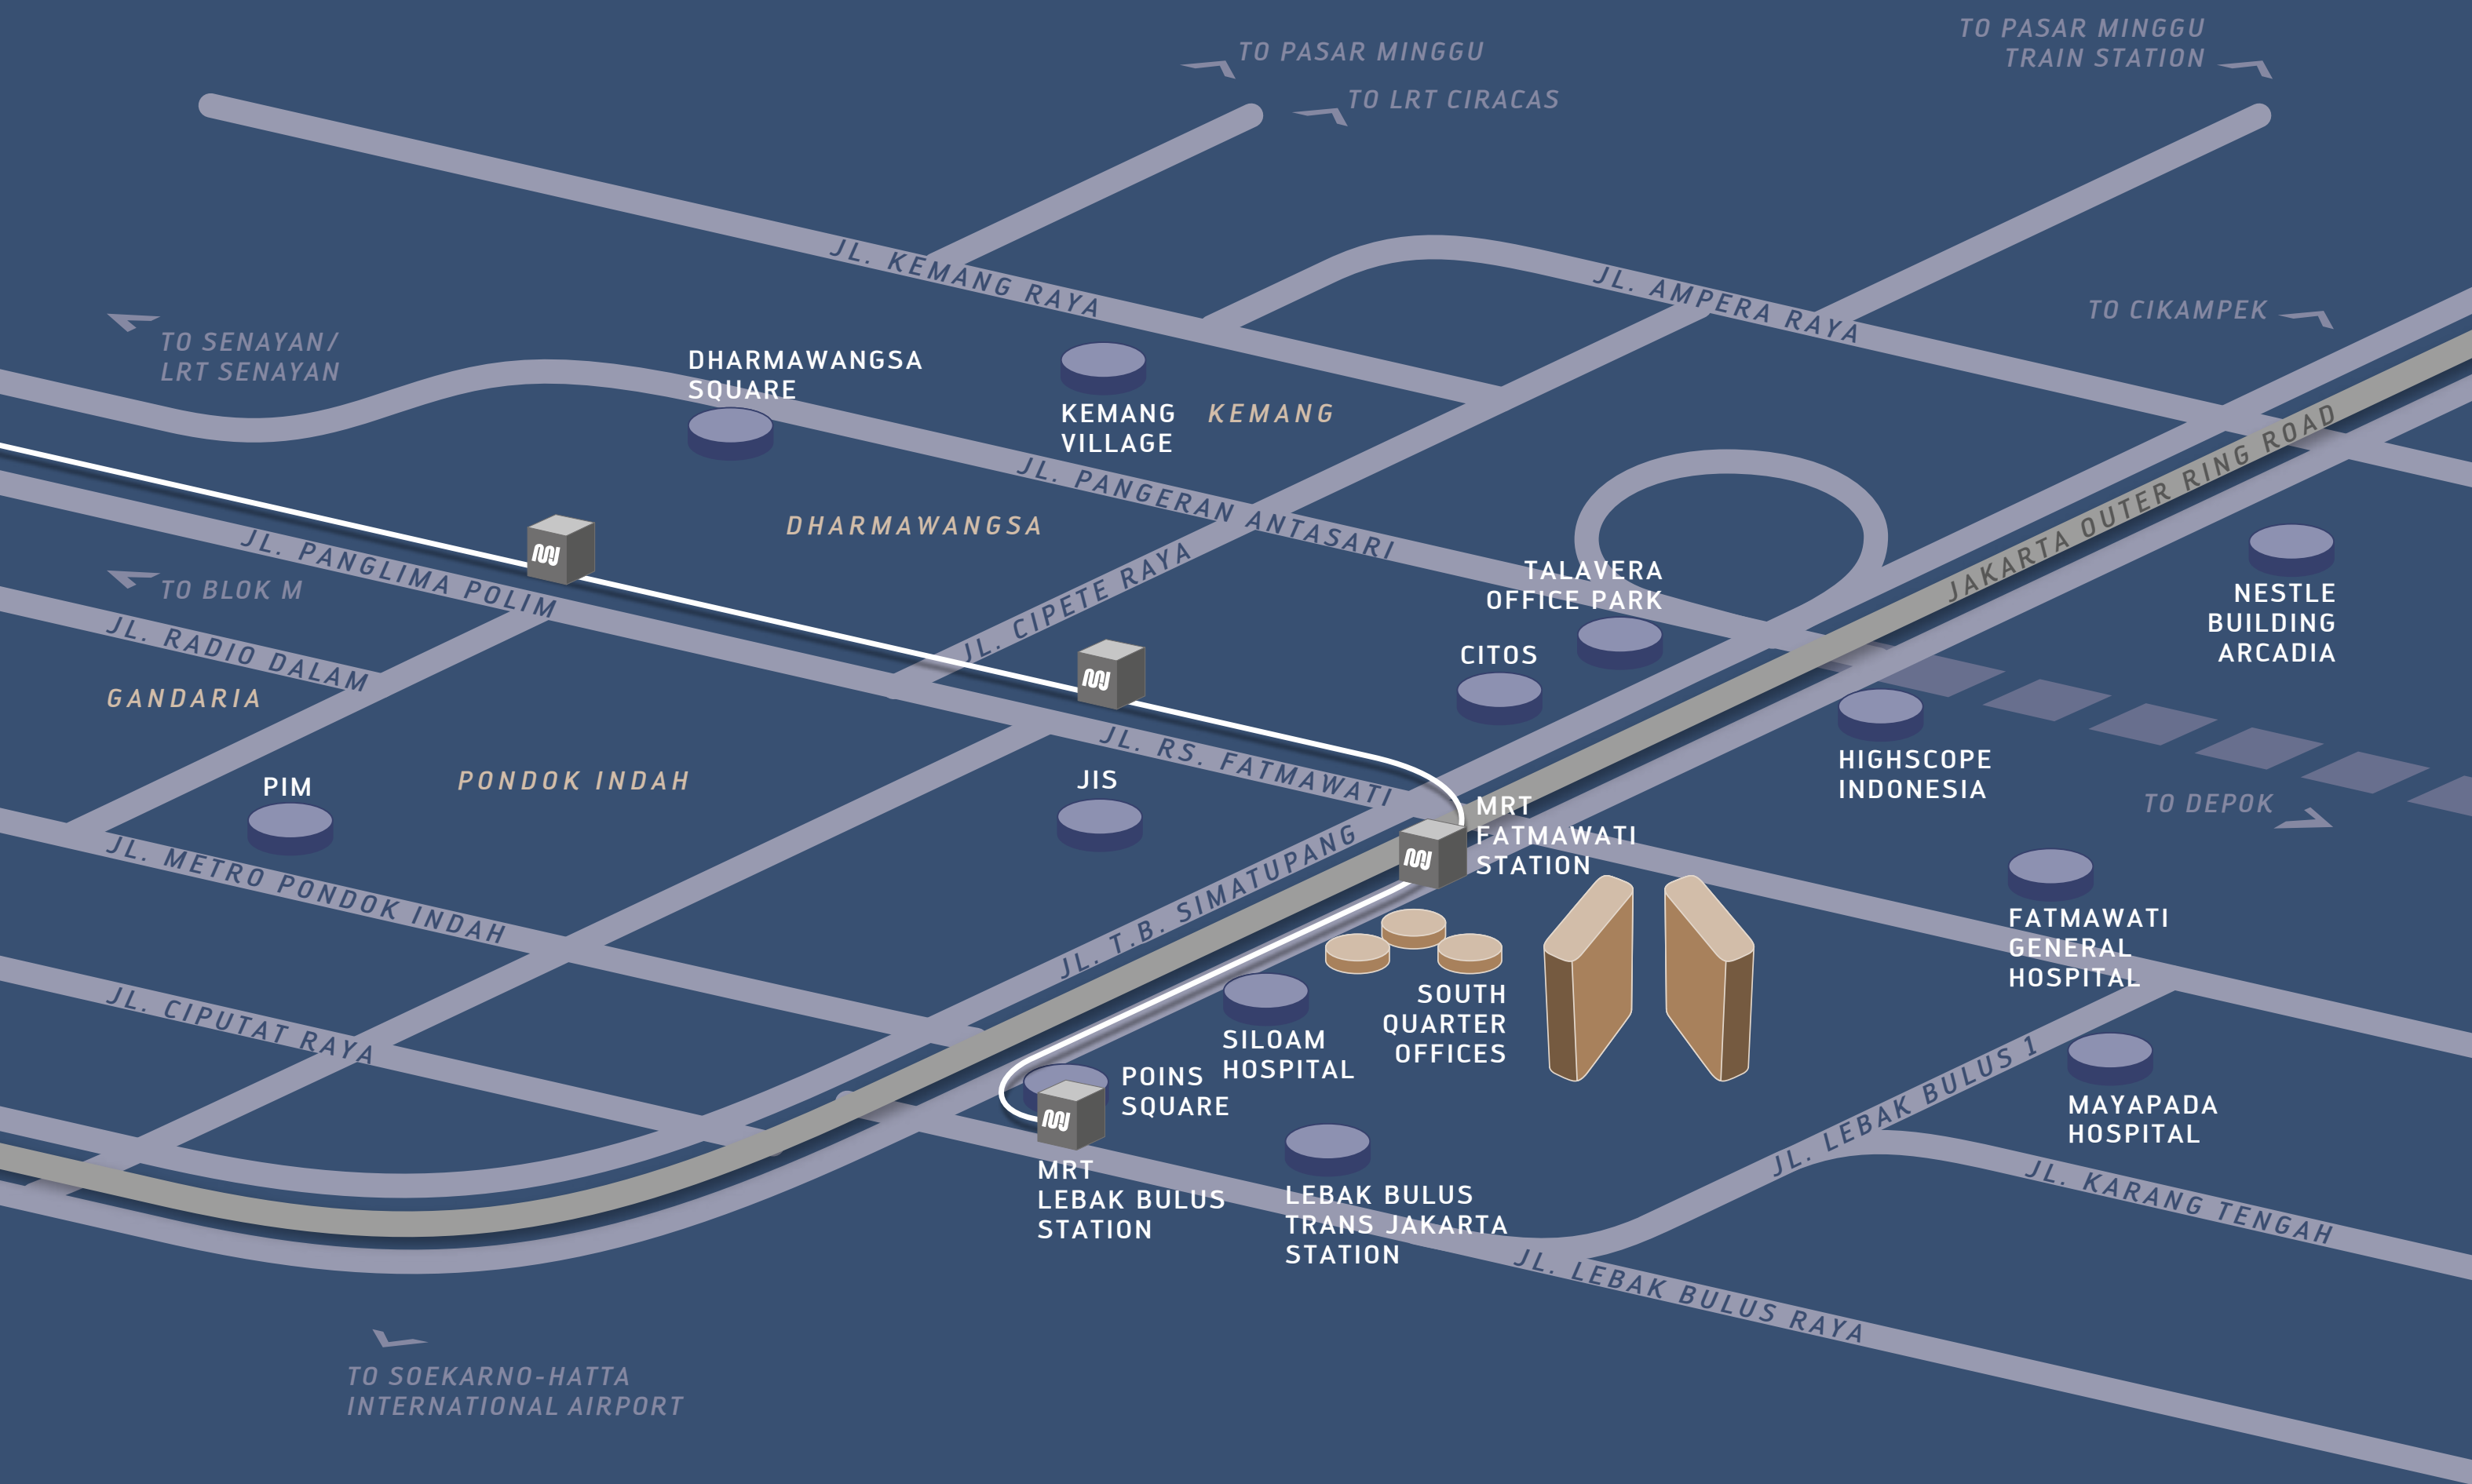 TO PASAR MINGGU
TRAIN STATION
TO PASAR MINGGU
TO LRT CIRACAS
JL. KEMANG RAYA
JL. AMPERA RAYA
TO CIKAMPEK
TO SENAYAN/
LRT SENAYAN
DHARMAWANGSA
SQUARE
KEMANG
VILLAGE
KEMANG
JAKARTA OUTER RING ROAD
JL. PANGERAN ANTASARI
DHARMAWANGSA
JL. PANGLIMA POLIM
TO BLOK M
JL. CIPETE RAYA
TALAVERA
OFFICE PARK
NESTLE
BUILDING
ARCADIA
JL. RADIO DALAM
GANDARIA
CITOS
HIGHSCOPE
INDONESIA
JL. RS. FATMAWATI
PIM
PONDOK INDAH
JIS
MRT
FATMAWATI
STATION
TO DEPOK
JL. METRO PONDOK INDAH
JL. T.B. SIMATUPANG
FATMAWATI
GENERAL
HOSPITAL
SOUTH
QUARTER
OFFICES
JL. CIPUTAT RAYA
SILOAM
HOSPITAL
POINS
SQUARE
JL. LEBAK BULUS 1
MAYAPADA
HOSPITAL
MRT
LEBAK BULUS
STATION
LEBAK BULUS
TRANS JAKARTA
STATION
JL. KARANG TENGAH
JL. LEBAK BULUS RAYA
TO SOEKARNO-HATTA
INTERNATIONAL AIRPORT